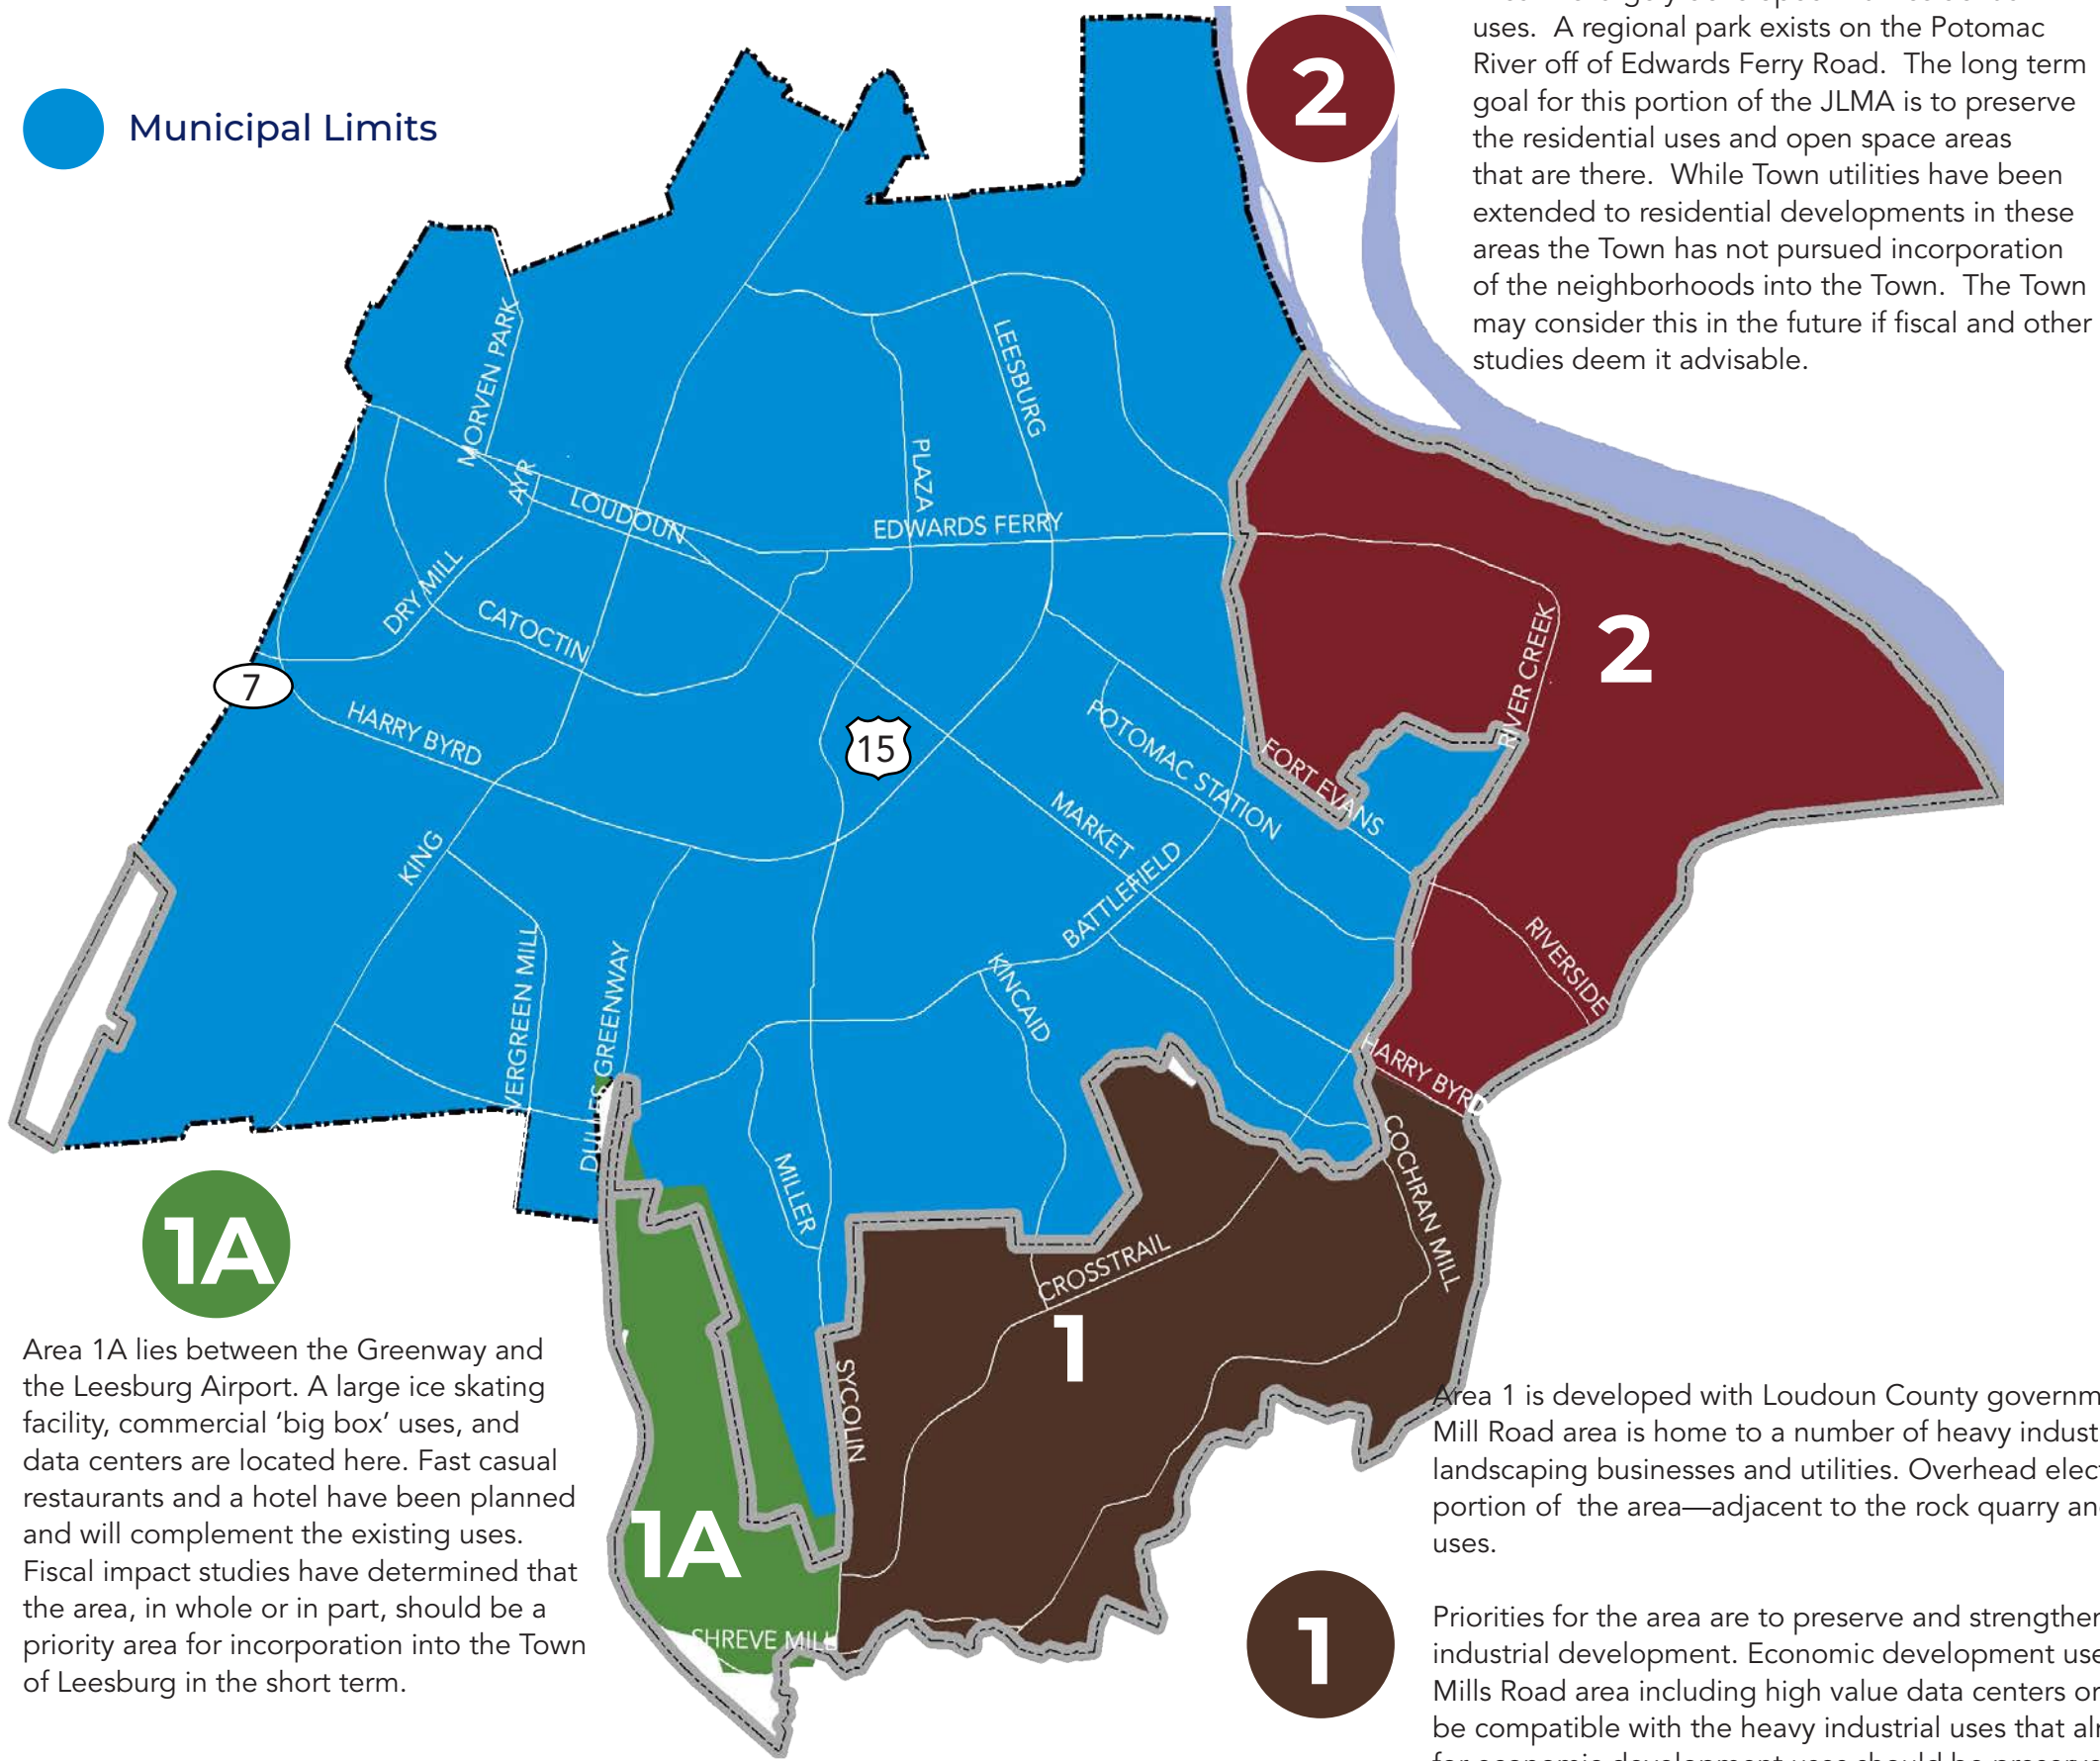 Municipal Limits
2
uses. A regional park exists on the Potomac
River off of Edwards Ferry Road. The long term
goal for this portion of the JLMA is to preserve
the residential uses and open space areas
that are there. While Town utilities have been
extended to residential developments in these
areas the Town has not pursued incorporation
of the neighborhoods into the Town. The Town
may consider this in the future if fiscal and other
studies deem it advisable.
MORVEN PARK
LEESBURG
PLAZA
AYR
LOUDOUN
EDWARDS FERRY
DRY MILL
CATOCTIN
RIVER CREEK
2
7
HARRY BYRD
15
POTOMAC STATION
FORT EVANS
MARKET
KING
BATTLEFIELD
VERGREEN MILL
DULLES GREENWAY
KINCAID
RIVERSIDE
HARRY BYRD
COCHRAN MILL
MILLER
CROSSTRAIL
1
SYCOLIN
1A
SHREVE MILL
1A
Area 1A lies between the Greenway and
the Leesburg Airport. A large ice skating
facility, commercial ‘big box’ uses, and
data centers are located here. Fast casual
restaurants and a hotel have been planned
and will complement the existing uses.
Fiscal impact studies have determined that
the area, in whole or in part, should be a
priority area for incorporation into the Town
of Leesburg in the short term.
Area 1 is developed with Loudoun County governm
Mill Road area is home to a number of heavy indust
landscaping businesses and utilities. Overhead elec
portion of the area—adjacent to the rock quarry an
uses.
1
Priorities for the area are to preserve and strengthen
industrial development. Economic development use
Mills Road area including high value data centers or
be compatible with the heavy industrial uses that al